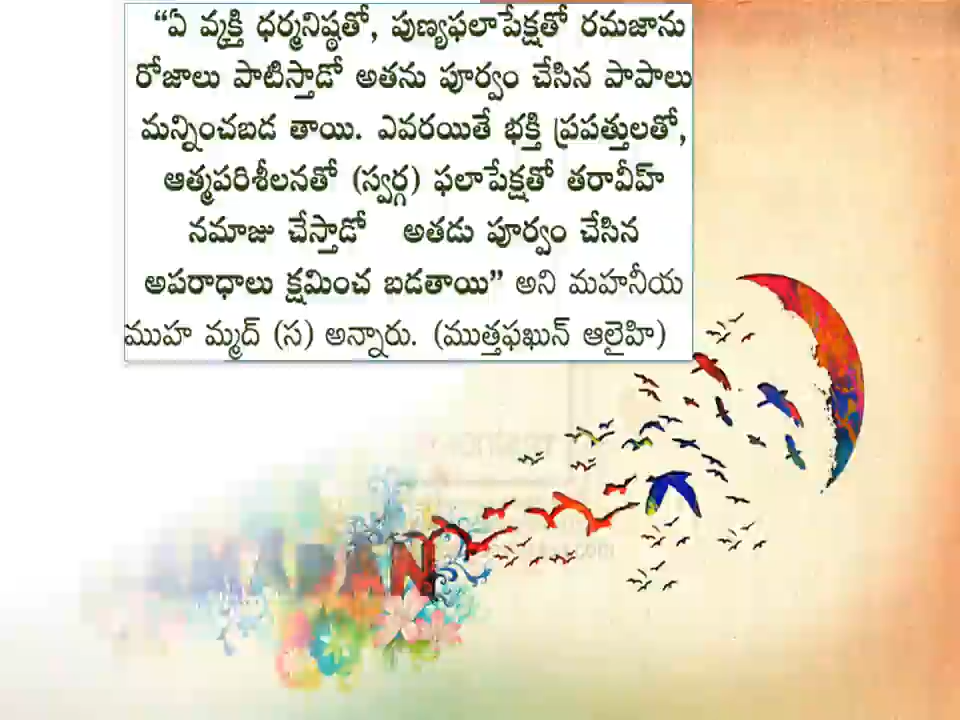 “ఏ వ్యక్తి ధర్మనిష్ఠతో, పుణ్యఫలాపేక్షతో రమజాను
రోజాలు పాటిస్తాడో అతను పూర్వం చేసిన పాపాలు
మన్నించబడ తాయి. ఎవరయితే భక్తి ప్రపత్తులతో,
ఆత్మపరిశీలనతో (స్వర్గ) ఫలాపేక్షతో తరావీహ్
నమాజు చేస్తాడో అతడు పూర్వం చేసిన
అపరాధాలు క్షమించ బడతాయి” అని మహనీయ
ముహ మ్మద్ (స) అన్నారు. (ముత్తఫఖున్ ఆలైహి)